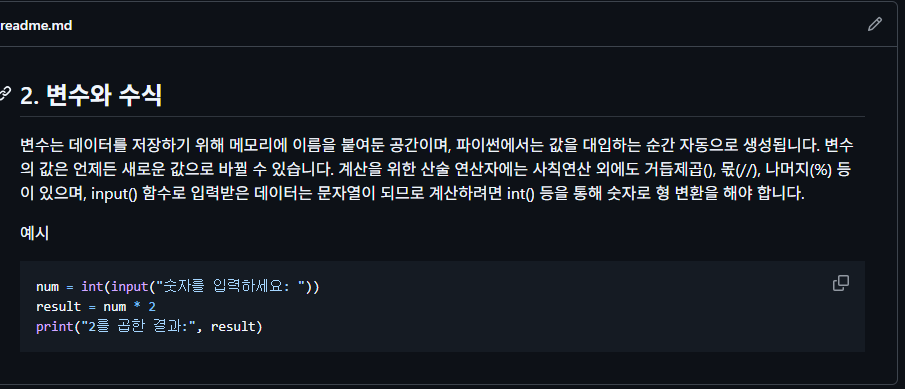 readme.md
2. 변수와 수식
변수는 데이터를 저장하기 위해 메모리에 이름을 붙여둔 공간이며, 파이썬에서는 값을 대입하는 순간 자동으로 생성됩니다. 변수
의 값은 언제든 새로운 값으로 바뀔 수 있습니다. 계산을 위한 산술 연산자에는 사칙연산 외에도 거듭제곱(), 몫(//), 나머지(%) 등
이 있으며, input() 함수로 입력받은 데이터는 문자열이 되므로 계산하려면 int() 등을 통해 숫자로 형 변환을 해야 합니다.
예시
num = int(input("숫자를 입력하세요: "))
result = num * 2
print("2를 곱한 결과:", result)